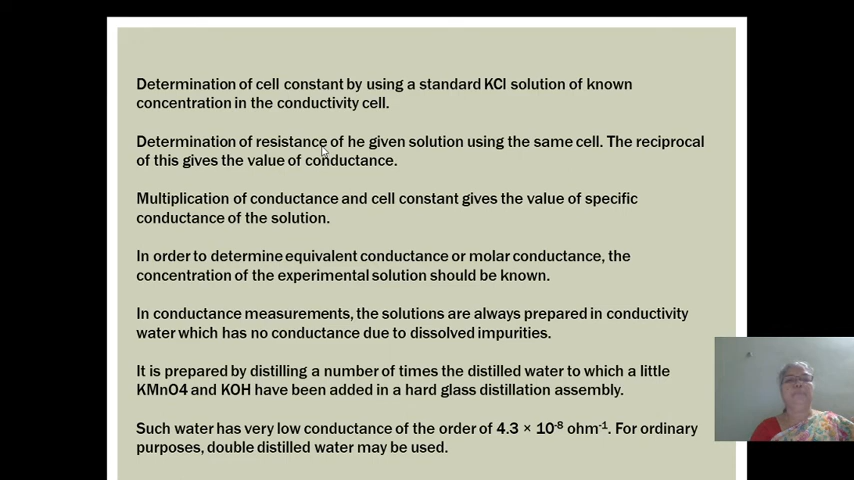 Determination of cell constant by using a standard KCl solution of known
concentration in the conductivity cell.
Determination of resistance of he given solution using the same cell. The reciprocal
of this gives the value of conductance.
Multiplication of conductance and cell constant gives the value of specific
conductance of the solution.
In order to determine equivalent conductance or molar conductance, the
concentration of the experimental solution should be known.
In conductance measurements, the solutions are always prepared in conductivity
water which has no conductance due to dissolved impurities.
It is prepared by distilling a number of times the distilled water to which a little
KMnO4 and KOH have been added in a hard glass distillation assembly.
Such water has very low conductance of the order of 4.3 × 10⁻⁸ ohm⁻¹. For ordinary
purposes, double distilled water may be used.